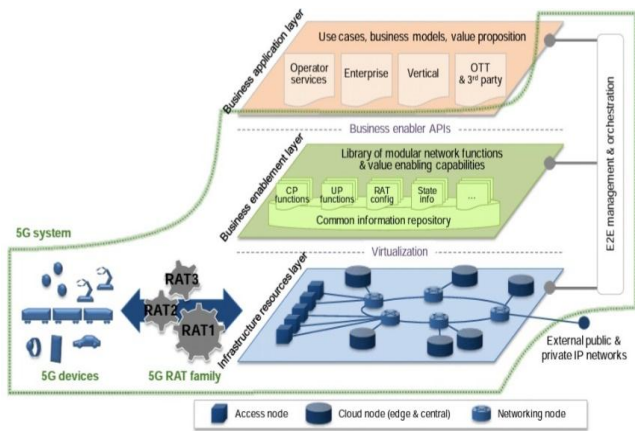 Business application layer
Use cases, business models, value proposition
Operator
services
Enterprise
Vertical
OTT
& 3rd party
Business enabler APIs
Business enablement layer
Library of modular network functions
& value enabling capabilities
CP
functions
UP
functions
RAT
config
State
info
...
Common information repository
E2E management & orchestration
5G system
Virtualization
Infrastructure resources layer
RAT3
RAT2
RAT1
5G devices
5G RAT family
External public &
private IP networks
Access node
Cloud node (edge & central)
Networking node